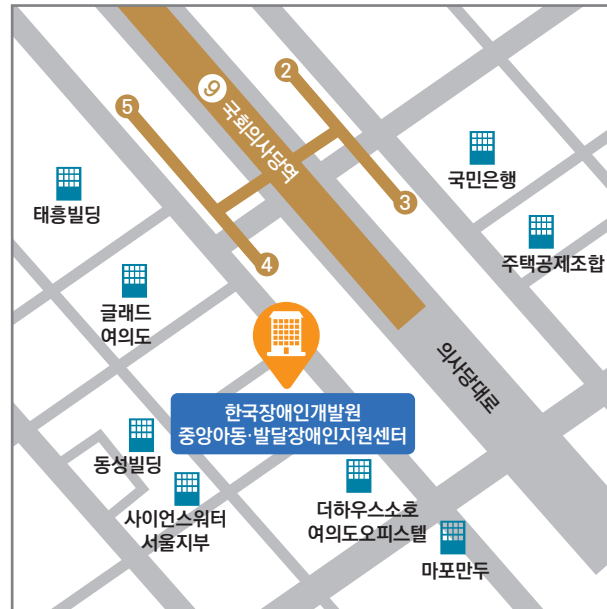 2
5
9 국회의사당역
국민은행
3
태흥빌딩
4
주택공제조합
글래드
여의도
의사당대로
한국장애인개발원
중앙아동·발달장애인지원센터
동성빌딩
사이언스워터
서울지부
더하우스소호
여의도오피스텔
마포만두